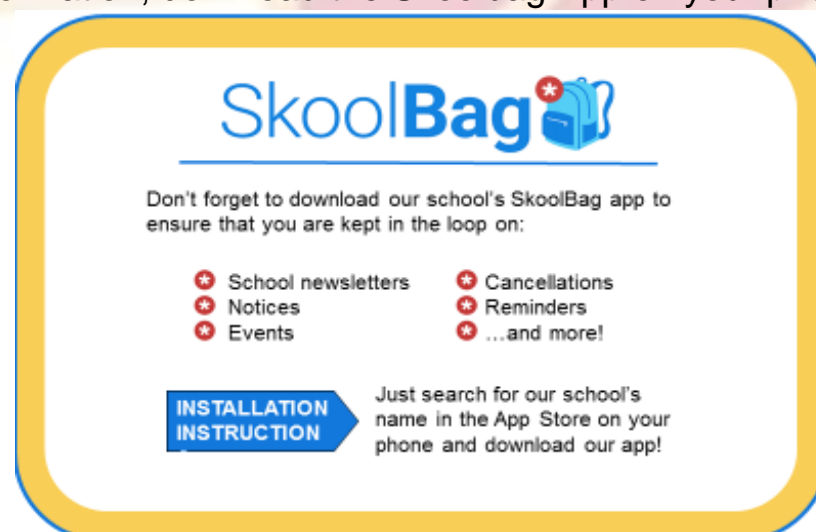 SkoolBag
Don't forget to download our school's SkoolBag app to
ensure that you are kept in the loop on:
School newsletters
Notices
Events
Cancellations
Reminders
...and more!
INSTALLATION
INSTRUCTION
Just search for our school's
name in the App Store on your
phone and download our app!